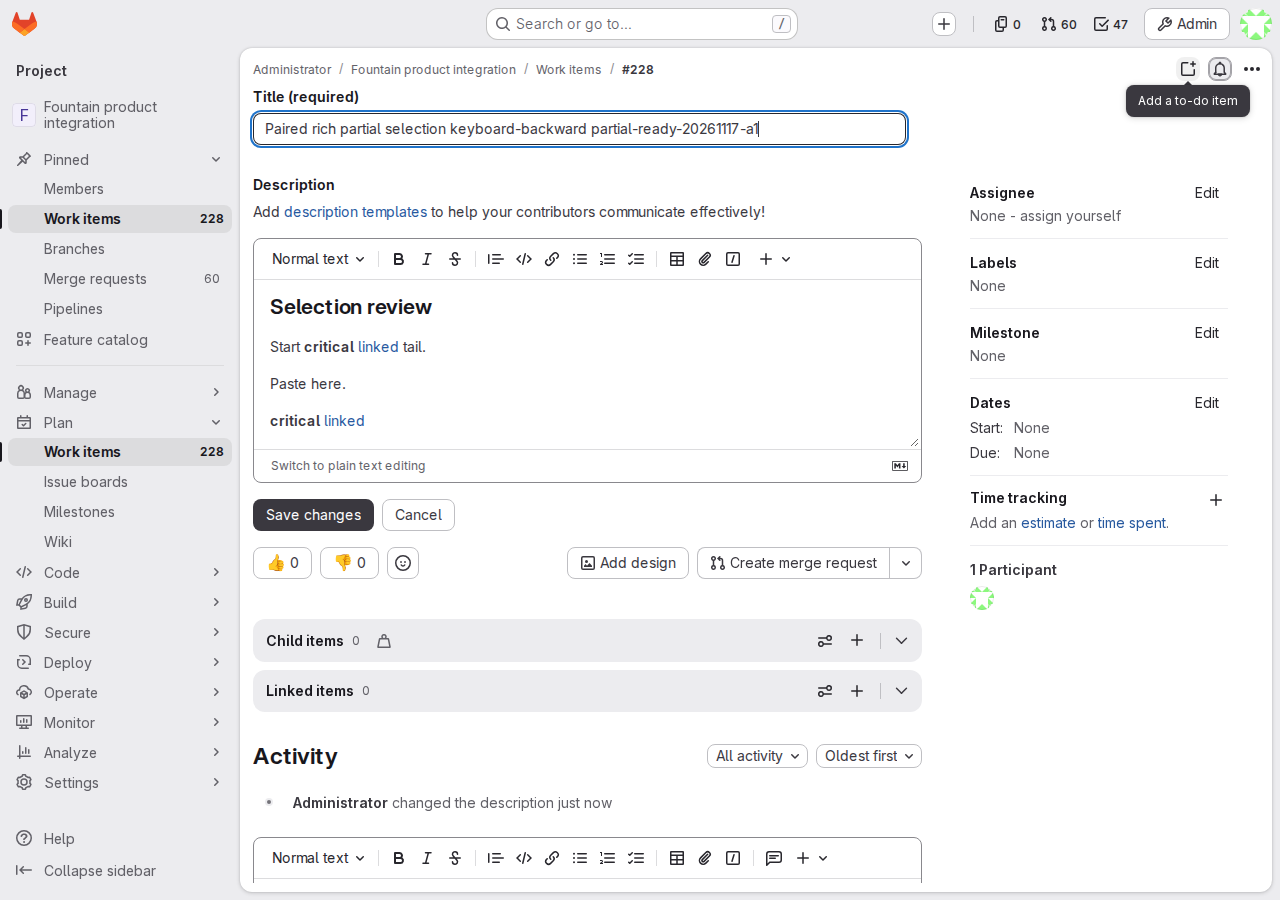 Search or go to...
/
0
60
47
Admin
Project
F
Fountain product integration
Pinned
Members
Work items 228
Branches
Merge requests 60
Pipelines
Feature catalog
Manage
Plan
Work items 228
Issue boards
Milestones
Wiki
Code
Build
Secure
Deploy
Operate
Monitor
Analyze
Settings
Help
Collapse sidebar
Administrator / Fountain product integration / Work items / #228
Add a to-do item
Title (required)
Paired rich partial selection keyboard-backward partial-ready-20261117-a1
Description
Add description templates to help your contributors communicate effectively!
Normal text
Selection review
Start critical linked tail.
Paste here.
critical linked
Switch to plain text editing
Save changes
Cancel
👍 0
👎 0
Add design
Create merge request
Child items 0
Linked items 0
Activity
All activity
Oldest first
Administrator changed the description just now
Normal text
Assignee
Edit
None - assign yourself
Labels
Edit
None
Milestone
Edit
None
Dates
Edit
Start: None
Due: None
Time tracking
Add an estimate or time spent.
1 Participant